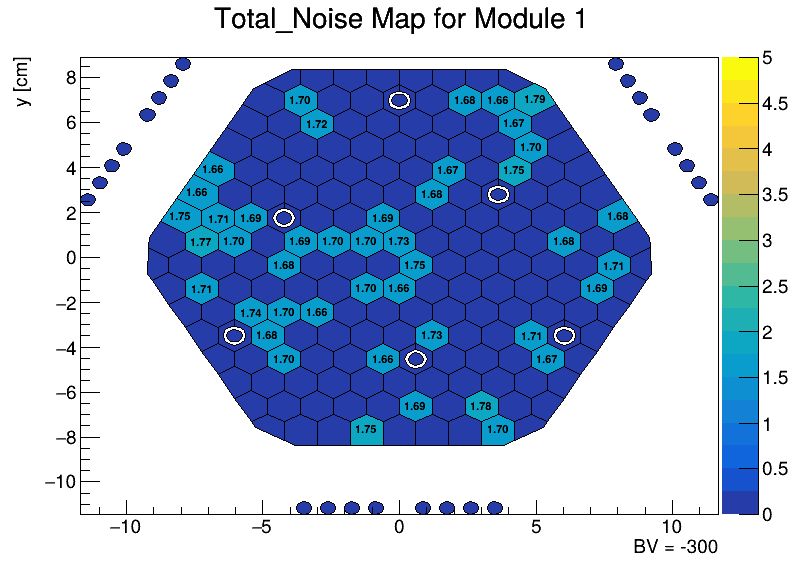 Total_Noise Map for Module 1
y [cm]
8
6
4
2
0
−2
−4
−6
−8
−10
1.70 1.68 1.66 1.79
1.72 1.67
1.70
1.66 1.67 1.75
1.66 1.68
1.75 1.71 1.69 1.69 1.68
1.77 1.70 1.69 1.70 1.70 1.73 1.68
1.68 1.75 1.71
1.71 1.70 1.66 1.69
1.74 1.70 1.66
1.68 1.73 1.71
1.70 1.66 1.67
1.69 1.78
1.75 1.70
5
4.5
4
3.5
3
2.5
2
1.5
1
0.5
0
−10 −5 0 5 10
BV = -300